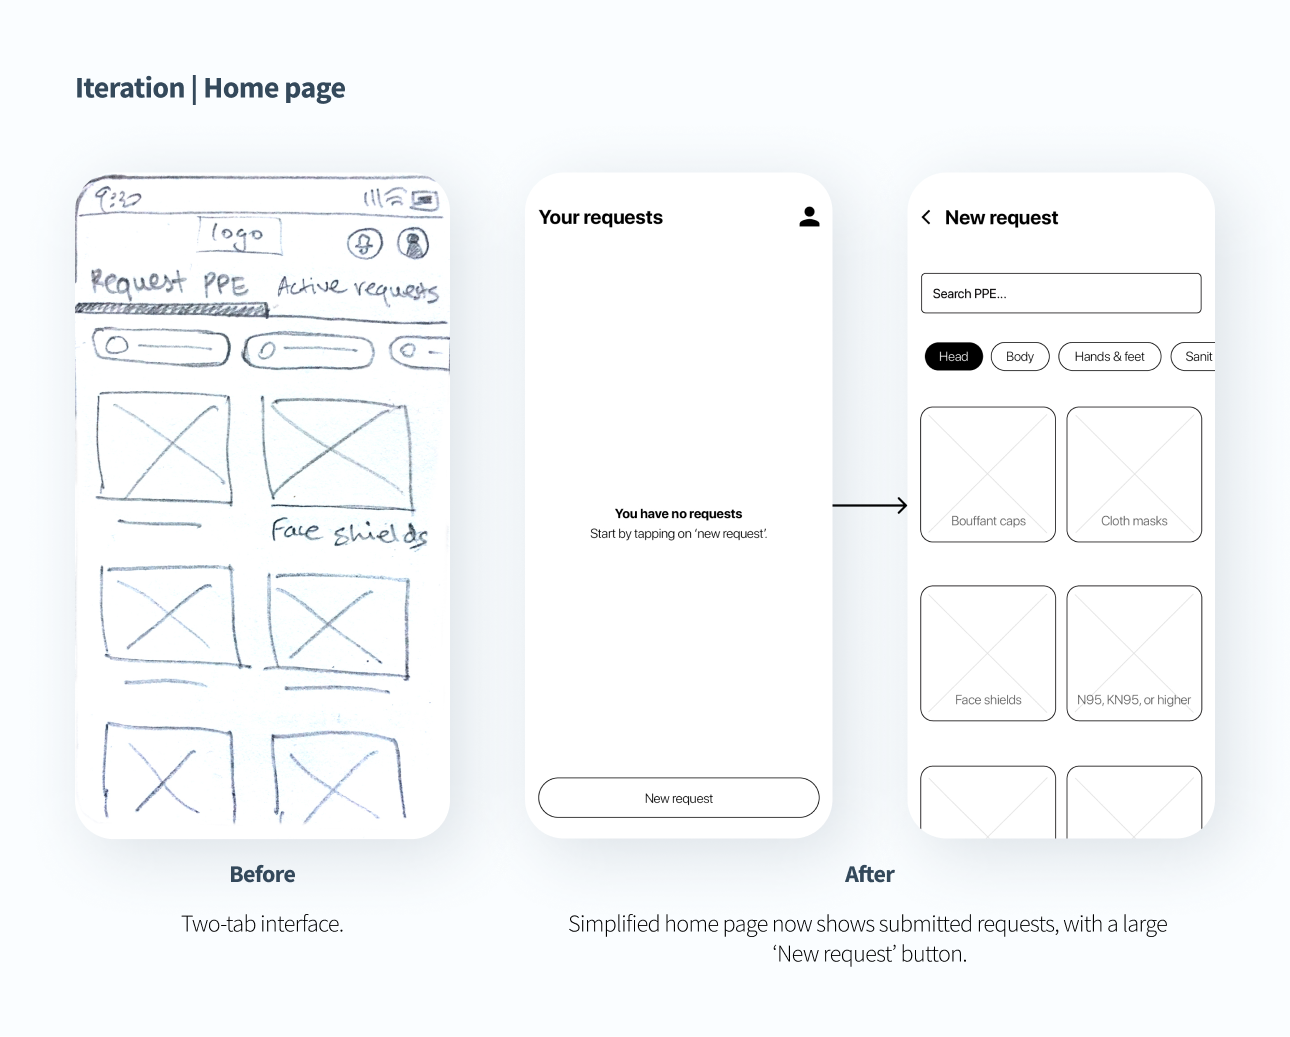 Iteration | Home page
9:30
logo
Request PPE Active requests
Face shields
Your requests
You have no requests
Start by tapping on ‘new request’.
New request
New request
Search PPE...
Head Body Hands & feet Sanit
Bouffant caps Cloth masks
Face shields N95, KN95, or higher
Before
Two-tab interface.
After
Simplified home page now shows submitted requests, with a large
‘New request’ button.